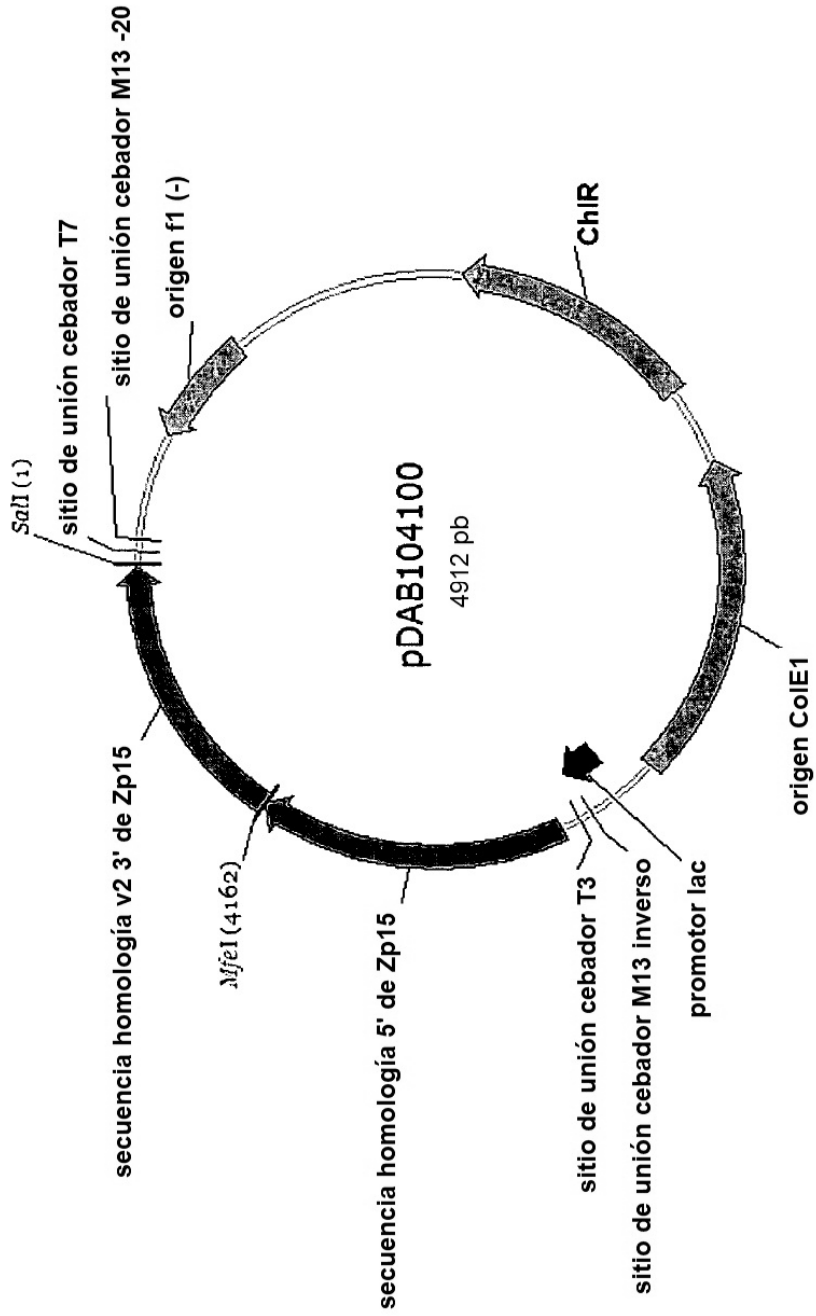 SalI (1)
sitio de unión cebador T7
sitio de unión cebador M13 -20
origen f1 (-)
ChlR
origen ColE1
promotor lac
sitio de unión cebador M13 inverso
sitio de unión cebador T3
secuencia homología 5' de Zp15
MfeI (4162)
secuencia homología v2 3' de Zp15
pDAB104100
4912 pb